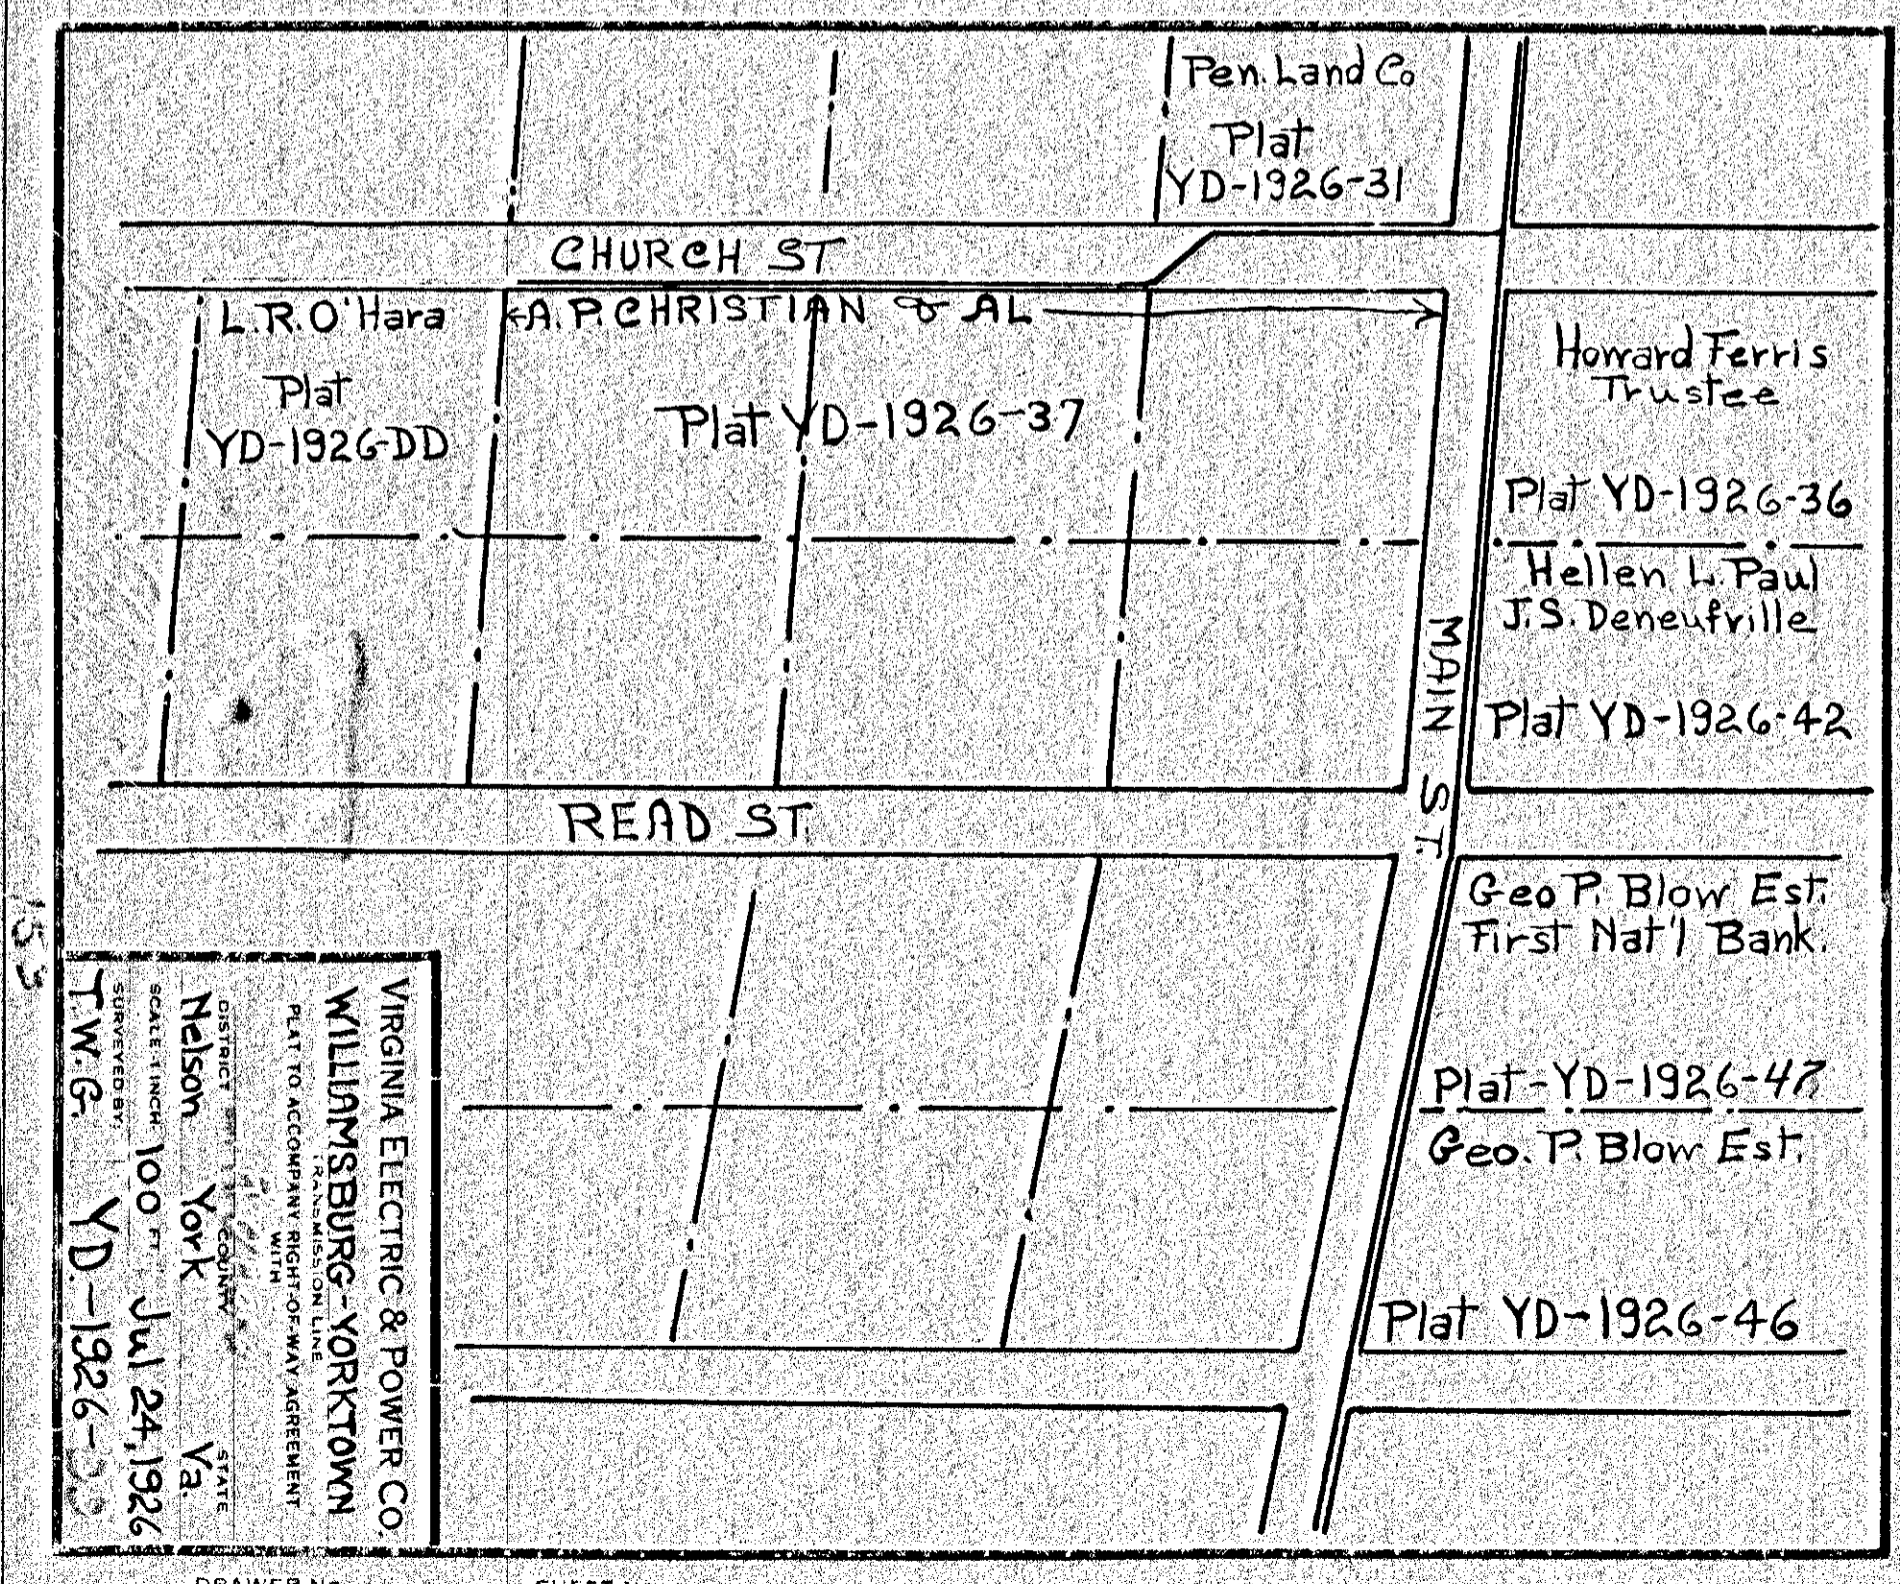 Pen. Land Co
Plat
YD-1926-31
CHURCH ST
L.R. O'Hara
Plat
YD-1926-DD
A. P. CHRISTIAN & AL
Plat YD-1926-37
Howard Ferris
Trustee
Plat YD-1926-36
Hellen L. Paul
J.S. Deneufville
Plat YD-1926-42
MAIN ST.
READ ST.
Geo P. Blow Est.
First Nat'l Bank.
Plat-YD-1926-47
Geo. P. Blow Est.
Plat YD-1926-46
VIRGINIA ELECTRIC & POWER CO.
WILLIAMSBURG-YORKTOWN
TRANSMISSION LINE
PLAT TO ACCOMPANY RIGHT-OF-WAY AGREEMENT
WITH
DISTRICT COUNTY STATE
Nelson York Va.
SCALE-1 INCH 100 FT. Jul 24, 1926
SURVEYED BY
T.W.G. YD.-1926-DD
153